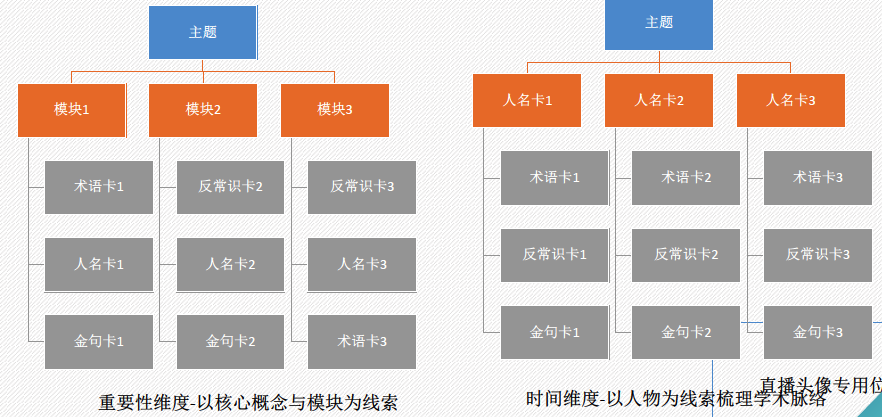 主题
模块1
模块2
模块3
术语卡1
反常识卡2
反常识卡3
人名卡1
人名卡2
人名卡3
金句卡1
金句卡2
术语卡3
重要性维度-以核心概念与模块为线索
主题
人名卡1
人名卡2
人名卡3
术语卡1
术语卡2
术语卡3
反常识卡1
反常识卡2
反常识卡3
金句卡1
金句卡2
金句卡3
直播头像专用位
时间维度-以人物为线索梳理学术脉络